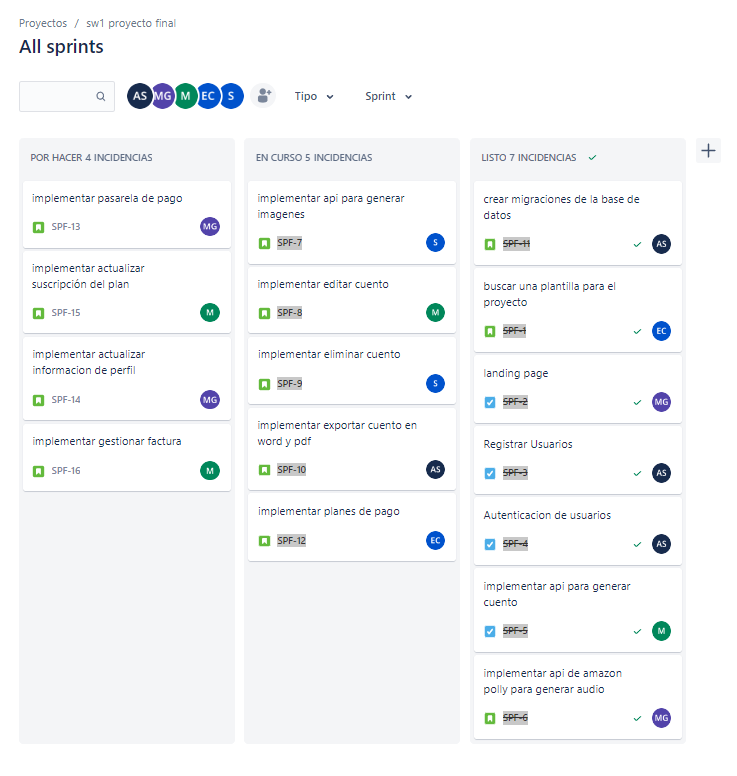 Proyectos / sw1 proyecto final
All sprints
AS MG M EC S Tipo Sprint
POR HACER 4 INCIDENCIAS
implementar pasarela de pago
SPF-13 MG
implementar actualizar
suscripción del plan
SPF-15 M
implementar actualizar
informacion de perfil
SPF-14 MG
implementar gestionar factura
SPF-16 M
EN CURSO 5 INCIDENCIAS
implementar api para generar
imagenes
SPF-7 S
implementar editar cuento
SPF-8 M
implementar eliminar cuento
SPF-9 S
implementar exportar cuento en
word y pdf
SPF-10 AS
implementar planes de pago
SPF-12 EC
LISTO 7 INCIDENCIAS
crear migraciones de la base de
datos
SPF-11 AS
buscar una plantilla para el
proyecto
SPF-1 EC
landing page
SPF-2 MG
Registrar Usuarios
SPF-3 AS
Autenticacion de usuarios
SPF-4 AS
implementar api para generar
cuento
SPF-5 M
implementar api de amazon
polly para generar audio
SPF-6 MG